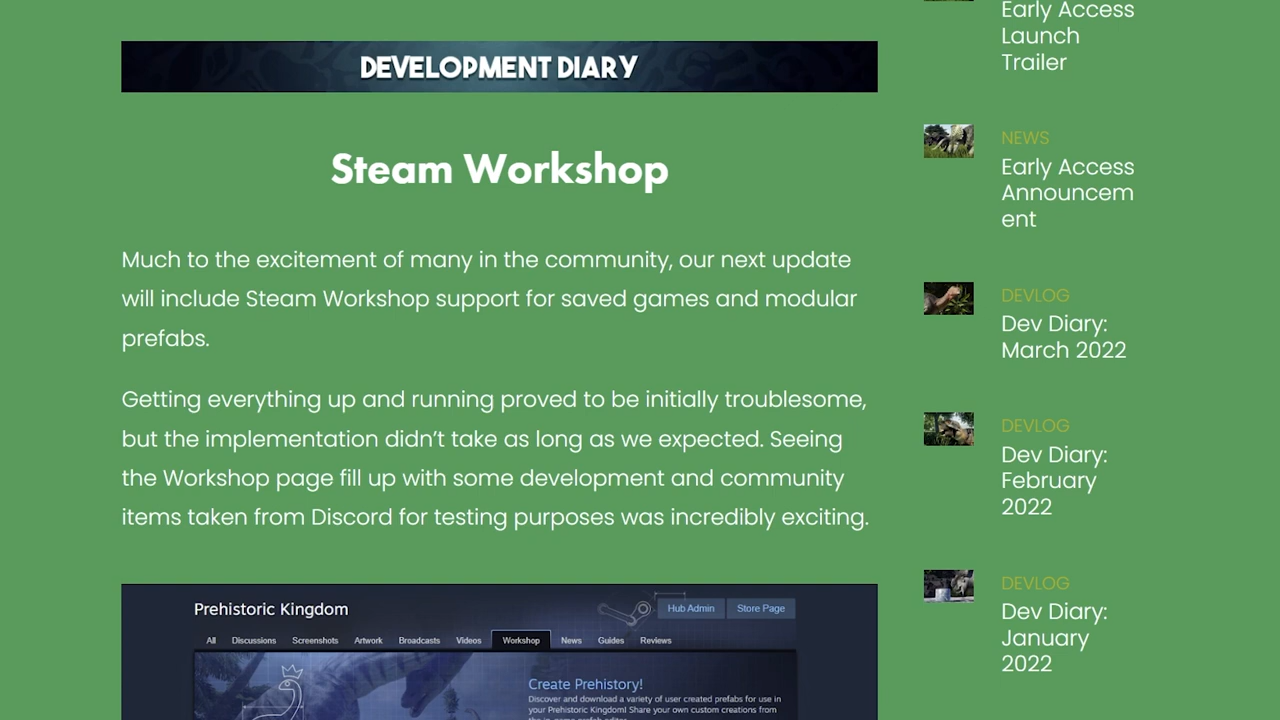 DEVELOPMENT DIARY
Steam Workshop
Much to the excitement of many in the community, our next update
will include Steam Workshop support for saved games and modular
prefabs.
Getting everything up and running proved to be initially troublesome,
but the implementation didn’t take as long as we expected. Seeing
the Workshop page fill up with some development and community
items taken from Discord for testing purposes was incredibly exciting.
Prehistoric Kingdom
Hub Admin
Store Page
All
Discussions
Screenshots
Artwork
Broadcasts
Videos
Workshop
News
Guides
Reviews
Create Prehistory!
Discover and download a variety of user created prefabs for use in
your Prehistoric Kingdom! Share your own custom creations from
the in-game prefab editor.
Early Access
Launch
Trailer
NEWS
Early Access
Announcem
ent
DEVLOG
Dev Diary:
March 2022
DEVLOG
Dev Diary:
February
2022
DEVLOG
Dev Diary:
January
2022